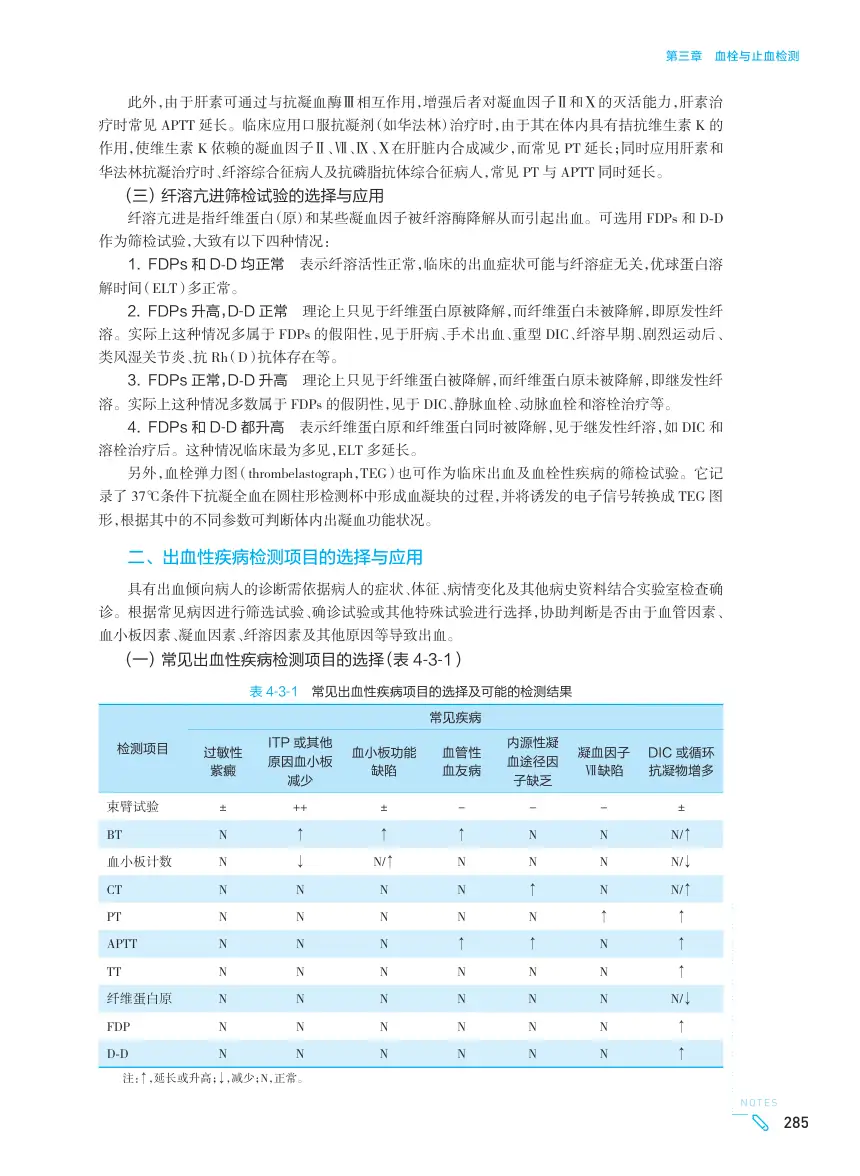 第三章　血栓与止血检测
此外,由于肝素可通过与抗凝血酶Ⅲ相互作用,增强后者对凝血因子Ⅱ和Ⅹ的灭活能力,肝素治
疗时常见 APTT 延长。临床应用口服抗凝剂(如华法林)治疗时,由于其在体内具有拮抗维生素 K 的
作用,使维生素 K 依赖的凝血因子Ⅱ、Ⅶ、Ⅸ、Ⅹ在肝脏内合成减少,而常见 PT 延长;同时应用肝素和
华法林抗凝治疗时、纤溶综合征病人及抗磷脂抗体综合征病人,常见 PT 与 APTT 同时延长。
(三)纤溶亢进筛检试验的选择与应用
纤溶亢进是指纤维蛋白(原)和某些凝血因子被纤溶酶降解从而引起出血。可选用 FDPs 和 D-D
作为筛检试验,大致有以下四种情况:
1. FDPs 和 D-D 均正常　表示纤溶活性正常,临床的出血症状可能与纤溶症无关,优球蛋白溶
解时间(ELT)多正常。
2. FDPs 升高,D-D 正常　理论上只见于纤维蛋白原被降解,而纤维蛋白未被降解,即原发性纤
溶。实际上这种情况多属于 FDPs 的假阳性,见于肝病、手术出血、重型 DIC、纤溶早期、剧烈运动后、
类风湿关节炎、抗 Rh(D)抗体存在等。
3. FDPs 正常,D-D 升高　理论上只见于纤维蛋白被降解,而纤维蛋白原未被降解,即继发性纤
溶。实际上这种情况多数属于 FDPs 的假阴性,见于 DIC、静脉血栓、动脉血栓和溶栓治疗等。
4. FDPs 和 D-D 都升高　表示纤维蛋白原和纤维蛋白同时被降解,见于继发性纤溶,如 DIC 和
溶栓治疗后。这种情况临床最为多见,ELT 多延长。
另外,血栓弹力图(thrombelastograph,TEG)也可作为临床出血及血栓性疾病的筛检试验。它记
录了 37℃条件下抗凝全血在圆柱形检测杯中形成血凝块的过程,并将诱发的电子信号转换成 TEG 图
形,根据其中的不同参数可判断体内出凝血功能状况。
二、出血性疾病检测项目的选择与应用
具有出血倾向病人的诊断需依据病人的症状、体征、病情变化及其他病史资料结合实验室检查确
诊。根据常见病因进行筛选试验、确诊试验或其他特殊试验进行选择,协助判断是否由于血管因素、
血小板因素、凝血因素、纤溶因素及其他原因等导致出血。
(一)常见出血性疾病检测项目的选择(表 4-3-1)
表 4-3-1　常见出血性疾病项目的选择及可能的检测结果
检测项目　常见疾病
过敏性紫癜　ITP 或其他原因血小板减少　血小板功能缺陷　血管性血友病　内源性凝血途径因子缺乏　凝血因子Ⅶ缺陷　DIC 或循环抗凝物增多
束臂试验　±　++　±　–　–　–　±
BT　N　↑　↑　↑　N　N　N/↑
血小板计数　N　↓　N/↑　N　N　N　N/↓
CT　N　N　N　N　↑　N　N/↑
PT　N　N　N　N　N　↑　↑
APTT　N　N　N　↑　↑　N　↑
TT　N　N　N　N　N　N　↑
纤维蛋白原　N　N　N　N　N　N　N/↓
FDP　N　N　N　N　N　N　↑
D-D　N　N　N　N　N　N　↑
注:↑,延长或升高;↓,减少;N,正常。
NOTES
285